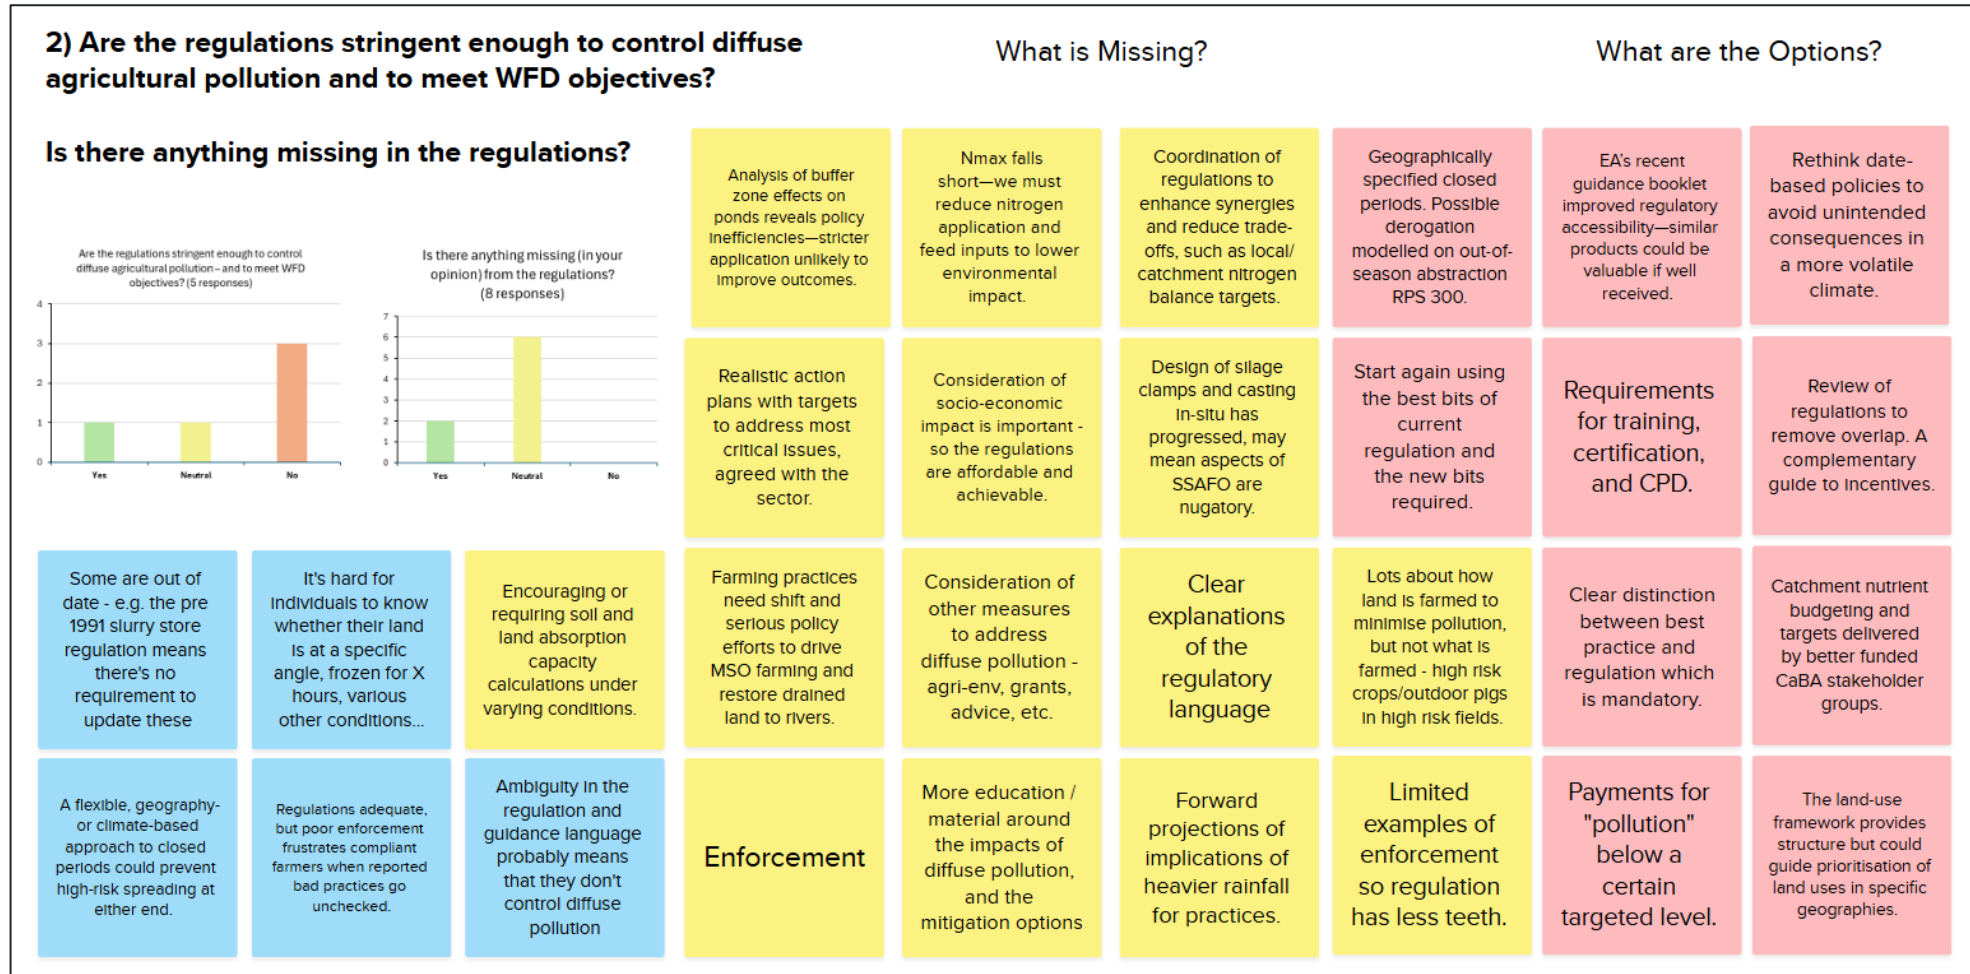 2) Are the regulations stringent enough to control diffuse
agricultural pollution and to meet WFD objectives?
What is Missing?
What are the Options?
Is there anything missing in the regulations?
Are the regulations stringent enough to control
diffuse agricultural pollution – and to meet WFD
objectives? (5 responses)
4
3
2
1
0
Yes
Neutral
No
Is there anything missing (in your
opinion) from the regulations?
(8 responses)
7
6
5
4
3
2
1
0
Yes
Neutral
No
Analysis of buffer
zone effects on
ponds reveals policy
inefficiencies—stricter
application unlikely to
improve outcomes.
Nmax falls
short—we must
reduce nitrogen
application and
feed inputs to lower
environmental
impact.
Coordination of
regulations to
enhance synergies
and reduce trade-
offs, such as local/
catchment nitrogen
balance targets.
Geographically
specified closed
periods. Possible
derogation
modelled on out-of-
season abstraction
RPS 300.
EA's recent
guidance booklet
improved regulatory
accessibility—similar
products could be
valuable if well
received.
Rethink date-
based policies to
avoid unintended
consequences in
a more volatile
climate.
Realistic action
plans with targets
to address most
critical issues,
agreed with the
sector.
Consideration of
socio-economic
impact is important -
so the regulations
are affordable and
achievable.
Design of silage
clamps and casting
in-situ has
progressed, may
mean aspects of
SSAFO are
nugatory.
Start again using
the best bits of
current
regulation and
the new bits
required.
Requirements
for training,
certification,
and CPD.
Review of
regulations to
remove overlap. A
complementary
guide to incentives.
Some are out of
date - e.g. the pre
1991 slurry store
regulation means
there's no
requirement to
update these
It's hard for
individuals to know
whether their land
is at a specific
angle, frozen for X
hours, various
other conditions...
Encouraging or
requiring soil and
land absorption
capacity
calculations under
varying conditions.
Farming practices
need shift and
serious policy
efforts to drive
MSO farming and
restore drained
land to rivers.
Consideration of
other measures
to address
diffuse pollution -
agri-env, grants,
advice, etc.
Clear
explanations
of the
regulatory
language
Lots about how
land is farmed to
minimise pollution,
but not what is
farmed - high risk
crops/outdoor pigs
in high risk fields.
Clear distinction
between best
practice and
regulation which
is mandatory.
Catchment nutrient
budgeting and
targets delivered
by better funded
CaBA stakeholder
groups.
A flexible, geography-
or climate-based
approach to closed
periods could prevent
high-risk spreading at
either end.
Regulations adequate,
but poor enforcement
frustrates compliant
farmers when reported
bad practices go
unchecked.
Ambiguity in the
regulation and
guidance language
probably means
that they don't
control diffuse
pollution
Enforcement
More education /
material around
the impacts of
diffuse pollution,
and the
mitigation options
Forward
projections of
implications of
heavier rainfall
for practices.
Limited
examples of
enforcement
so regulation
has less teeth.
Payments for
"pollution"
below a
certain
targeted level.
The land-use
framework provides
structure but could
guide prioritisation of
land uses in specific
geographies.